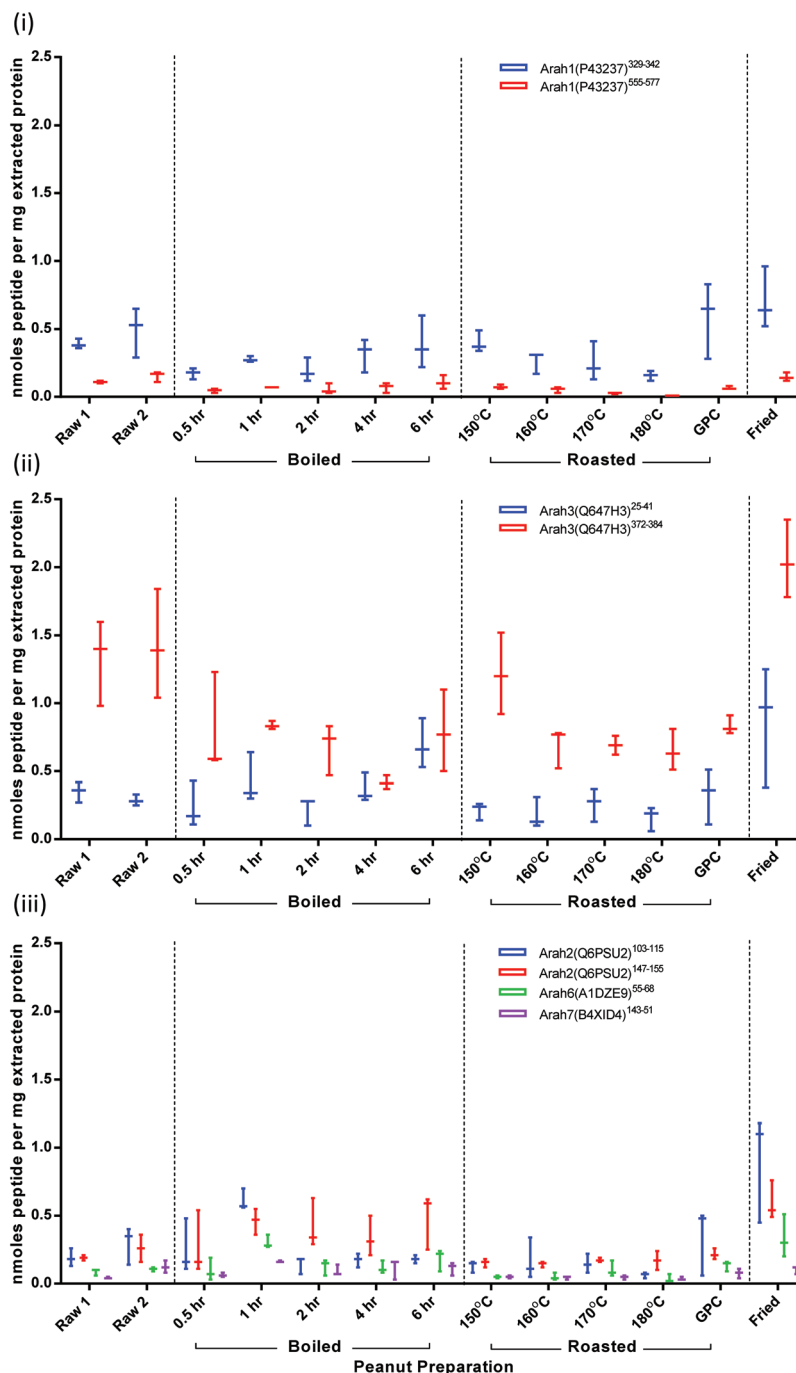 (i)
nmoles peptide per mg extracted protein
2.5
2.0
1.5
1.0
0.5
0.0
Arah1(P43237)329-342
Arah1(P43237)555-577
Raw 1
Raw 2
0.5 hr
1 hr
2 hr
4 hr
6 hr
150°C
160°C
170°C
180°C
GPC
Fried
Boiled
Roasted
(ii)
nmoles peptide per mg extracted protein
2.5
2.0
1.5
1.0
0.5
0.0
Arah3(Q647H3)25-41
Arah3(Q647H3)372-384
Raw 1
Raw 2
0.5 hr
1 hr
2 hr
4 hr
6 hr
150°C
160°C
170°C
180°C
GPC
Fried
Boiled
Roasted
(iii)
nmoles peptide per mg extracted protein
2.5
2.0
1.5
1.0
0.5
0.0
Arah2(Q6PSU2)103-115
Arah2(Q6PSU2)147-155
Arah6(A1DZE9)55-68
Arah7(B4XID4)143-51
Raw 1
Raw 2
0.5 hr
1 hr
2 hr
4 hr
6 hr
150°C
160°C
170°C
180°C
GPC
Fried
Boiled
Roasted
Peanut Preparation